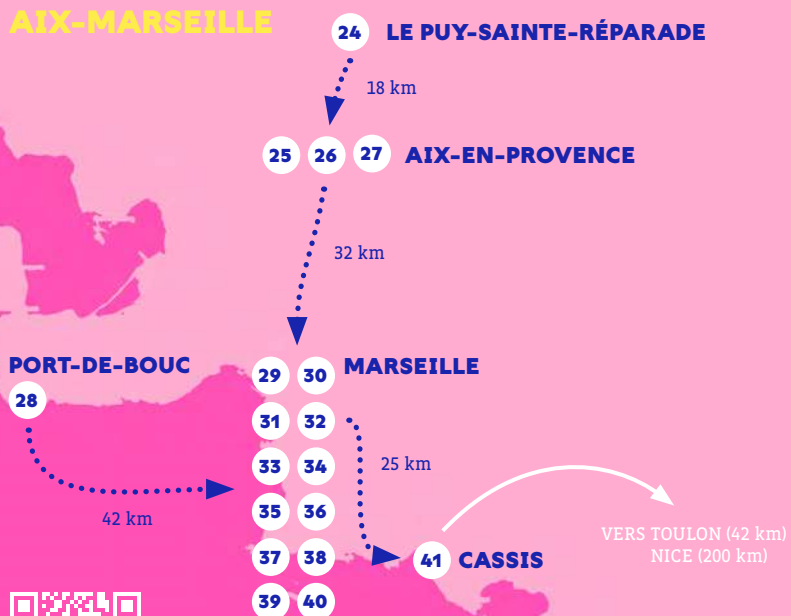 AIX-MARSEILLE
24 LE PUY-SAINTE-RÉPARADE
18 km
25 26 27 AIX-EN-PROVENCE
32 km
PORT-DE-BOUC
28
42 km
MARSEILLE
29 30
31 32
33 34
35 36
37 38
39 40
25 km
41 CASSIS
VERS TOULON (42 km)
NICE (200 km)